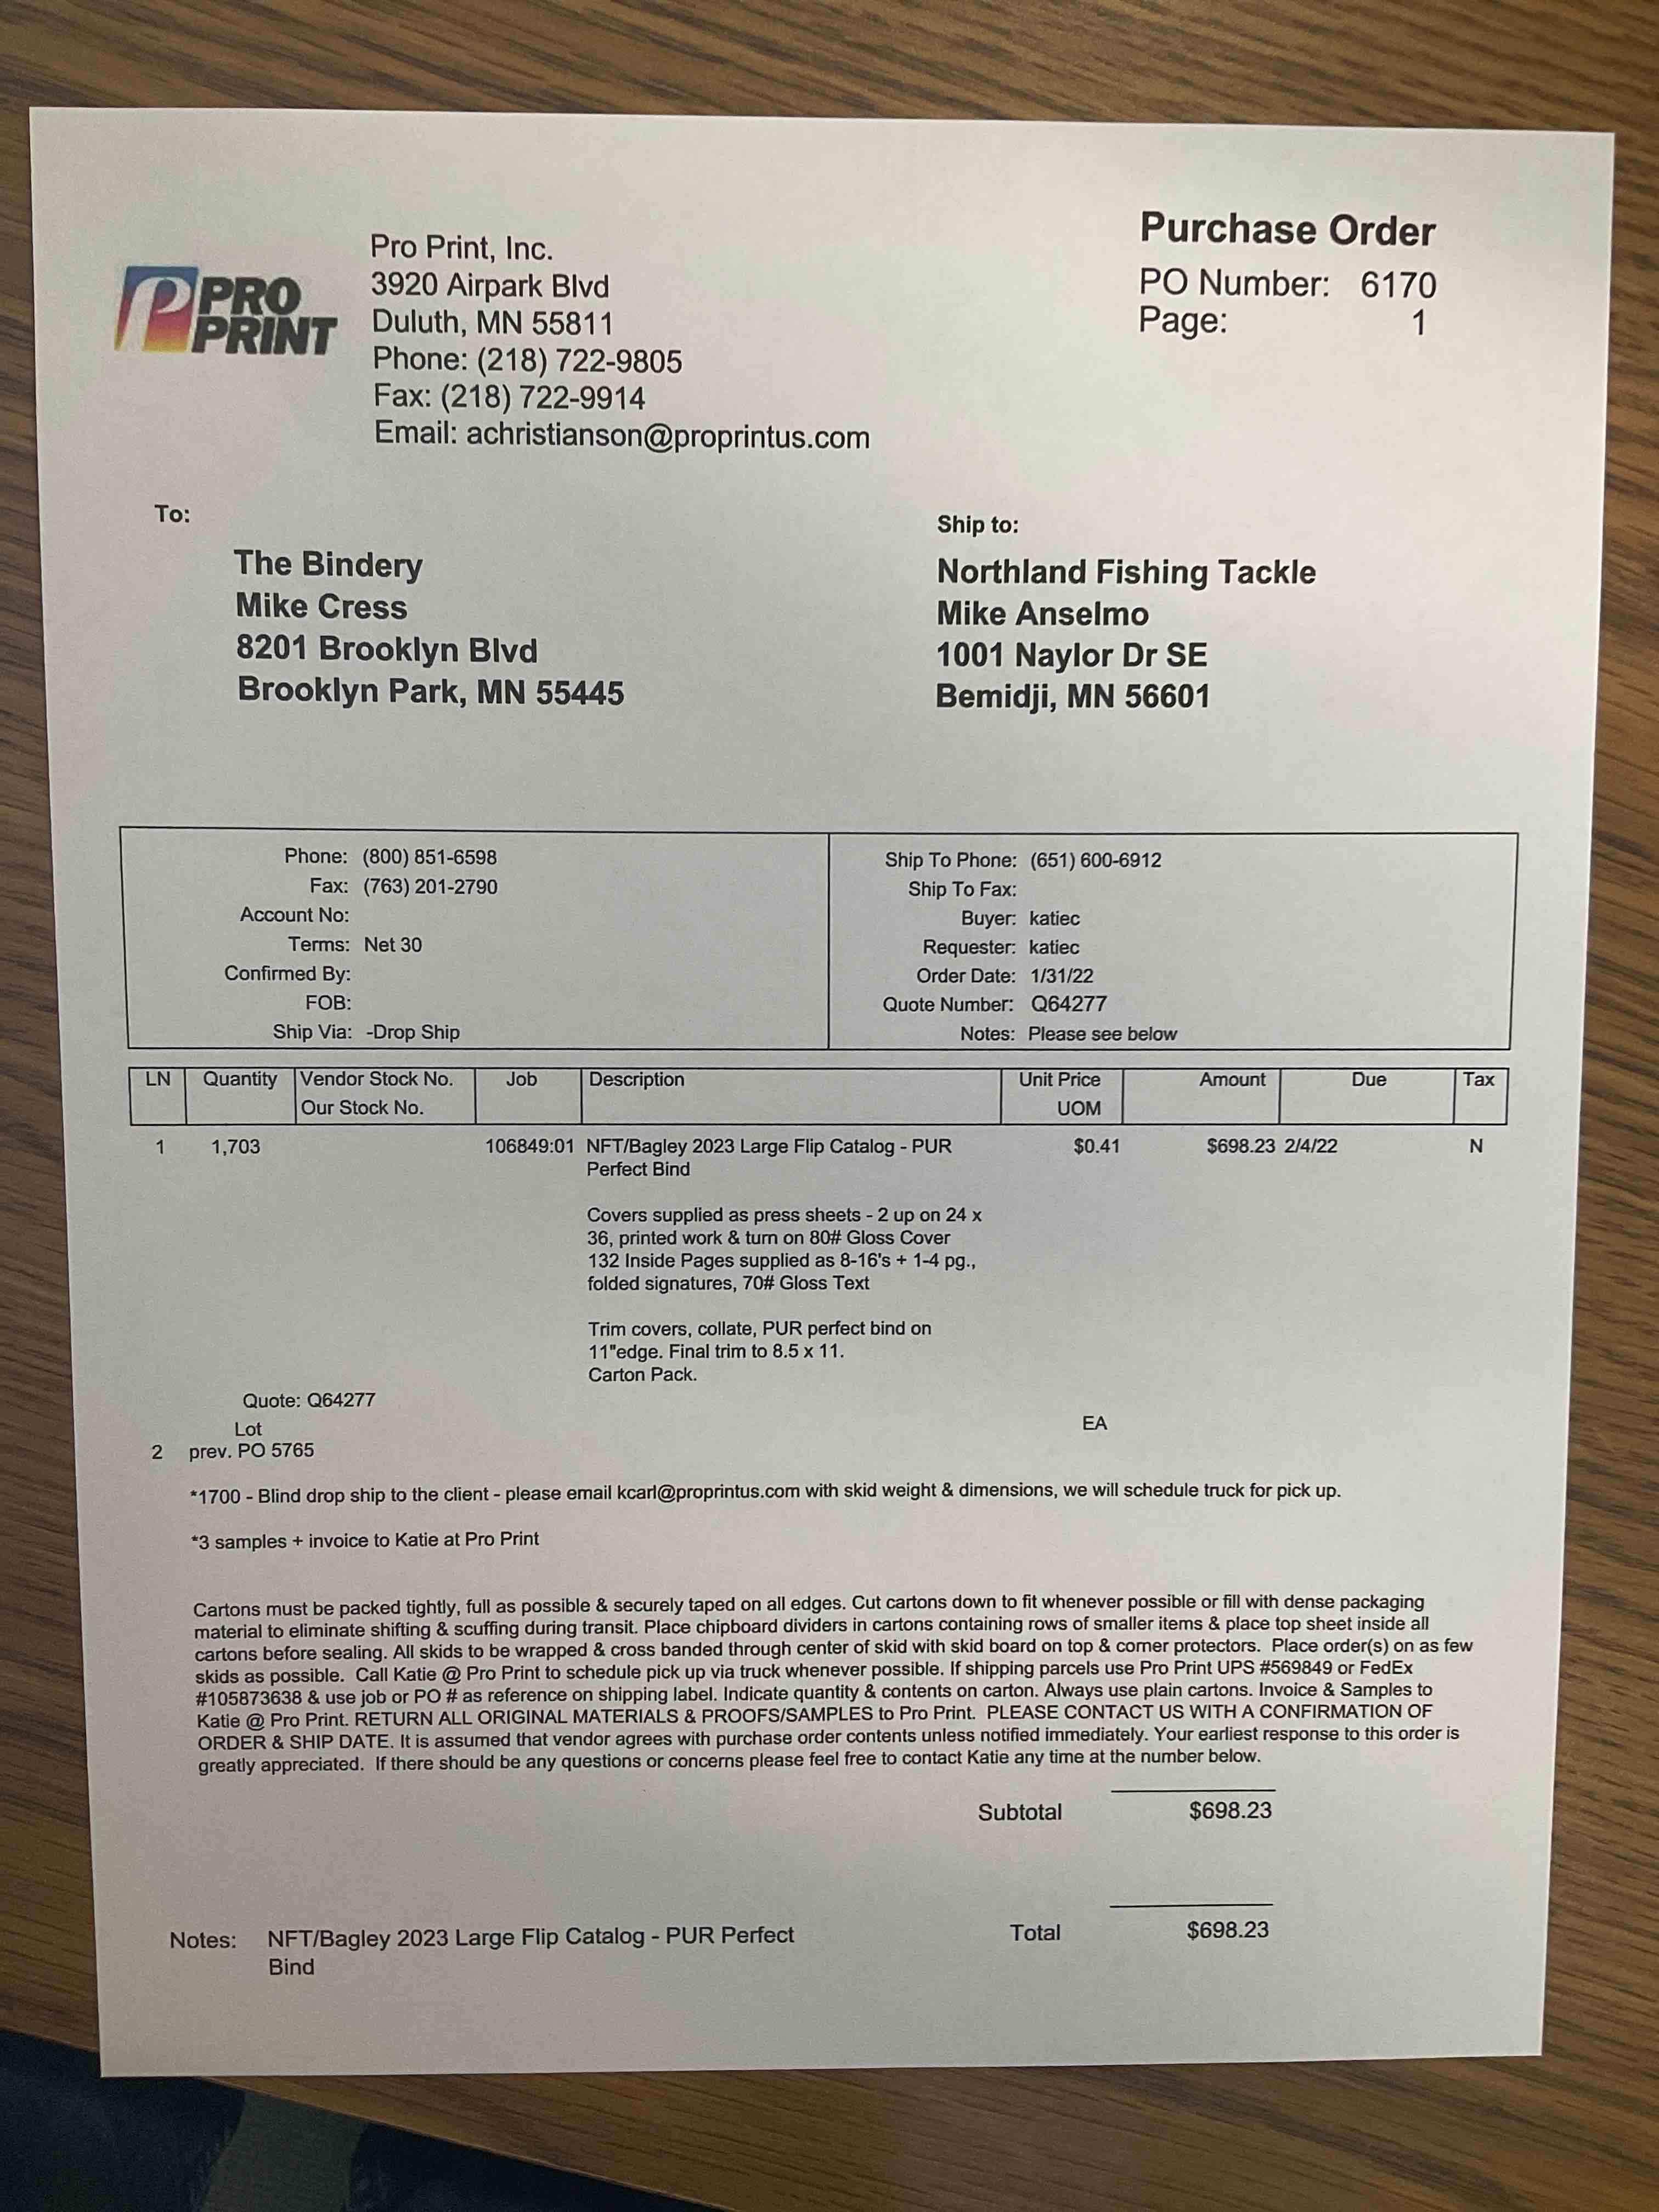 PRO
PRINT
Pro Print, Inc.
3920 Airpark Blvd
Duluth, MN 55811
Phone: (218) 722-9805
Fax: (218) 722-9914
Email: achristianson@proprintus.com
Purchase Order
PO Number: 6170
Page: 1
To:
The Bindery
Mike Cress
8201 Brooklyn Blvd
Brooklyn Park, MN 55445
Ship to:
Northland Fishing Tackle
Mike Anselmo
1001 Naylor Dr SE
Bemidji, MN 56601
Phone: (800) 851-6598
Fax: (763) 201-2790
Account No:
Terms: Net 30
Confirmed By:
FOB:
Ship Via: -Drop Ship
Ship To Phone: (651) 600-6912
Ship To Fax:
Buyer: katiec
Requester: katiec
Order Date: 1/31/22
Quote Number: Q64277
Notes: Please see below
LN Quantity Vendor Stock No. Job Description Unit Price Amount Due Tax
Our Stock No. UOM
1 1,703 106849:01 NFT/Bagley 2023 Large Flip Catalog - PUR $0.41 $698.23 2/4/22 N
Perfect Bind
Covers supplied as press sheets - 2 up on 24 x
36, printed work & turn on 80# Gloss Cover
132 Inside Pages supplied as 8-16's + 1-4 pg.,
folded signatures, 70# Gloss Text
Trim covers, collate, PUR perfect bind on
11"edge. Final trim to 8.5 x 11.
Carton Pack.
Quote: Q64277
Lot EA
2 prev. PO 5765
*1700 - Blind drop ship to the client - please email kcarl@proprintus.com with skid weight & dimensions, we will schedule truck for pick up.
*3 samples + invoice to Katie at Pro Print
Cartons must be packed tightly, full as possible & securely taped on all edges. Cut cartons down to fit whenever possible or fill with dense packaging
material to eliminate shifting & scuffing during transit. Place chipboard dividers in cartons containing rows of smaller items & place top sheet inside all
cartons before sealing. All skids to be wrapped & cross banded through center of skid with skid board on top & corner protectors. Place order(s) on as few
skids as possible. Call Katie @ Pro Print to schedule pick up via truck whenever possible. If shipping parcels use Pro Print UPS #569849 or FedEx
#105873638 & use job or PO # as reference on shipping label. Indicate quantity & contents on carton. Always use plain cartons. Invoice & Samples to
Katie @ Pro Print. RETURN ALL ORIGINAL MATERIALS & PROOFS/SAMPLES to Pro Print. PLEASE CONTACT US WITH A CONFIRMATION OF
ORDER & SHIP DATE. It is assumed that vendor agrees with purchase order contents unless notified immediately. Your earliest response to this order is
greatly appreciated. If there should be any questions or concerns please feel free to contact Katie any time at the number below.
Subtotal $698.23
Notes: NFT/Bagley 2023 Large Flip Catalog - PUR Perfect
Bind
Total $698.23